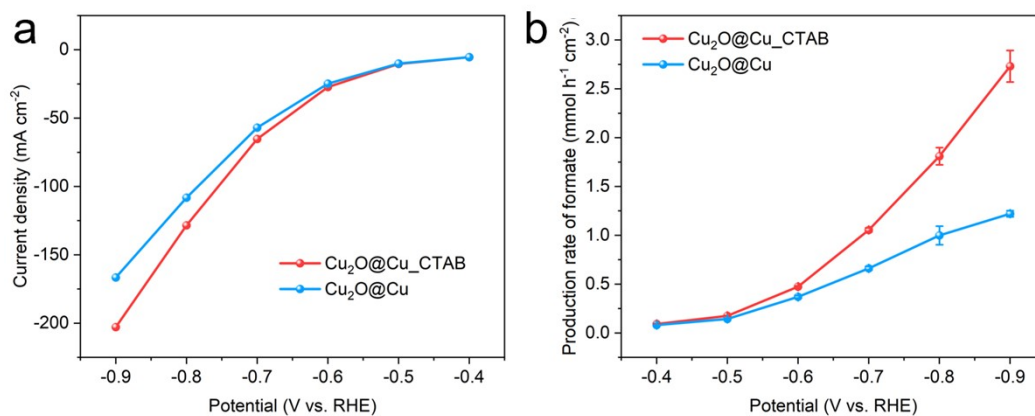 a
0
-50
-100
-150
-200
Current density (mA cm⁻²)
Cu₂O@Cu_CTAB
Cu₂O@Cu
-0.9 -0.8 -0.7 -0.6 -0.5 -0.4
Potential (V vs. RHE)
b
3.0
2.5
2.0
1.5
1.0
0.5
0.0
Production rate of formate (mmol h⁻¹ cm⁻²)
Cu₂O@Cu_CTAB
Cu₂O@Cu
-0.4 -0.5 -0.6 -0.7 -0.8 -0.9
Potential (V vs. RHE)